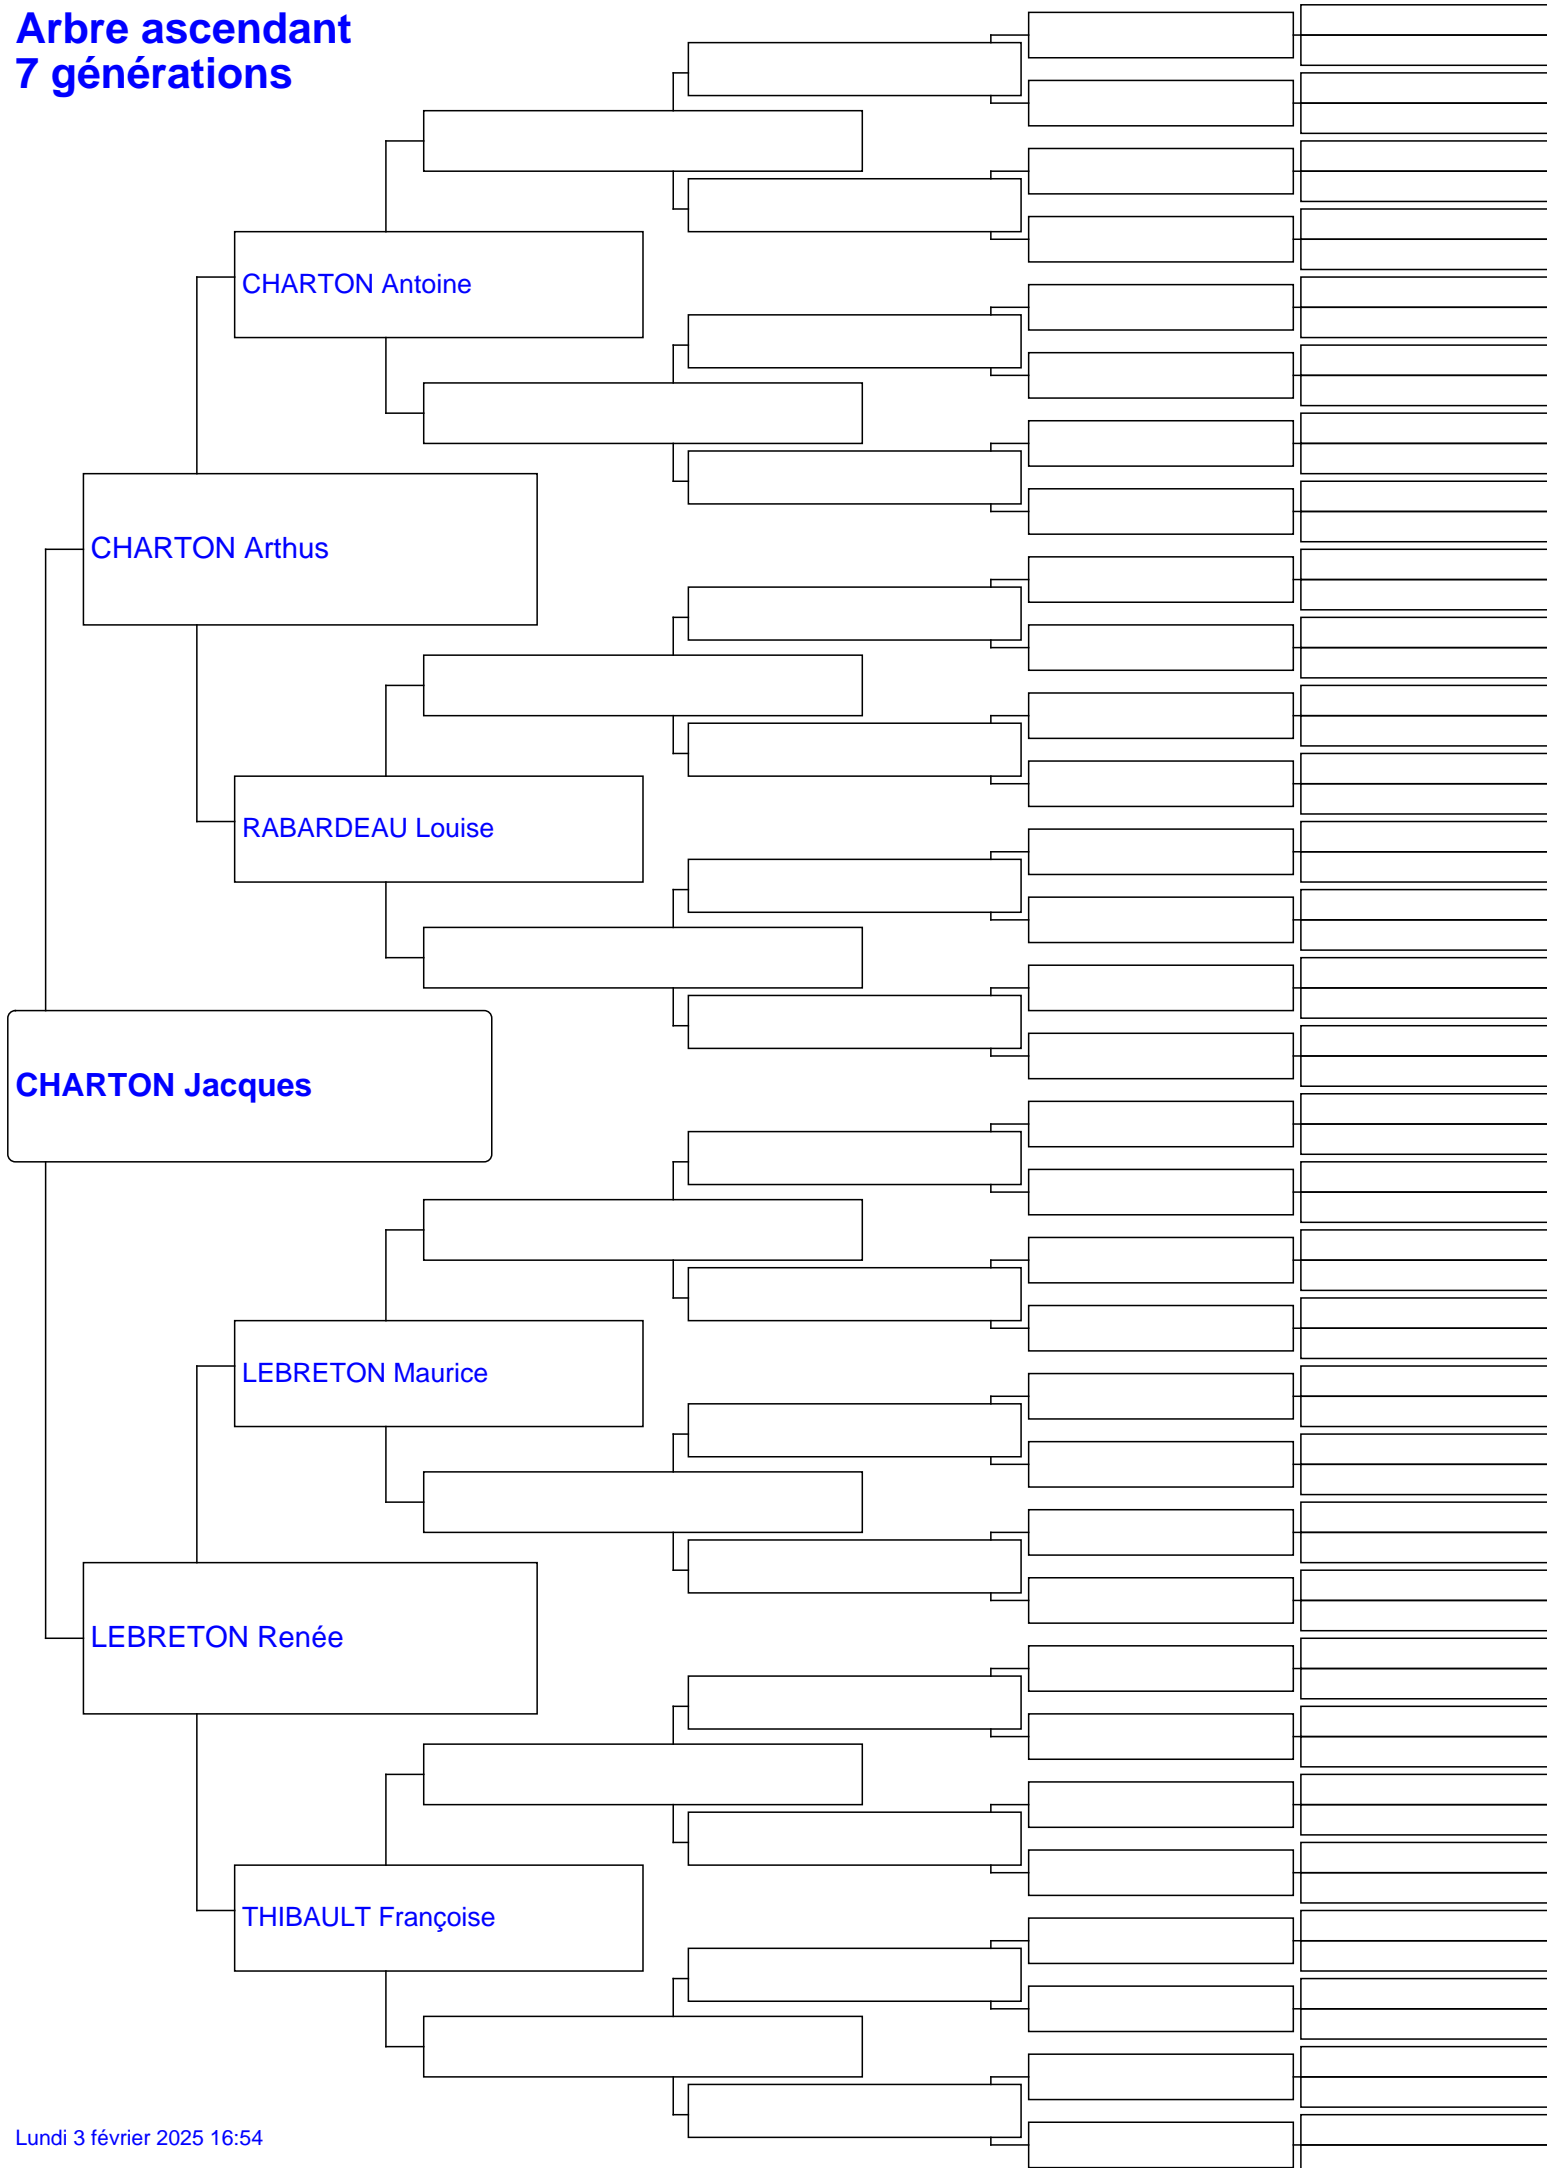 Arbre ascendant
7 générations
CHARTON Antoine
CHARTON Arthus
RABARDEAU Louise
CHARTON Jacques
LEBRETON Maurice
LEBRETON Renée
THIBAULT Françoise
Lundi 3 février 2025 16:54